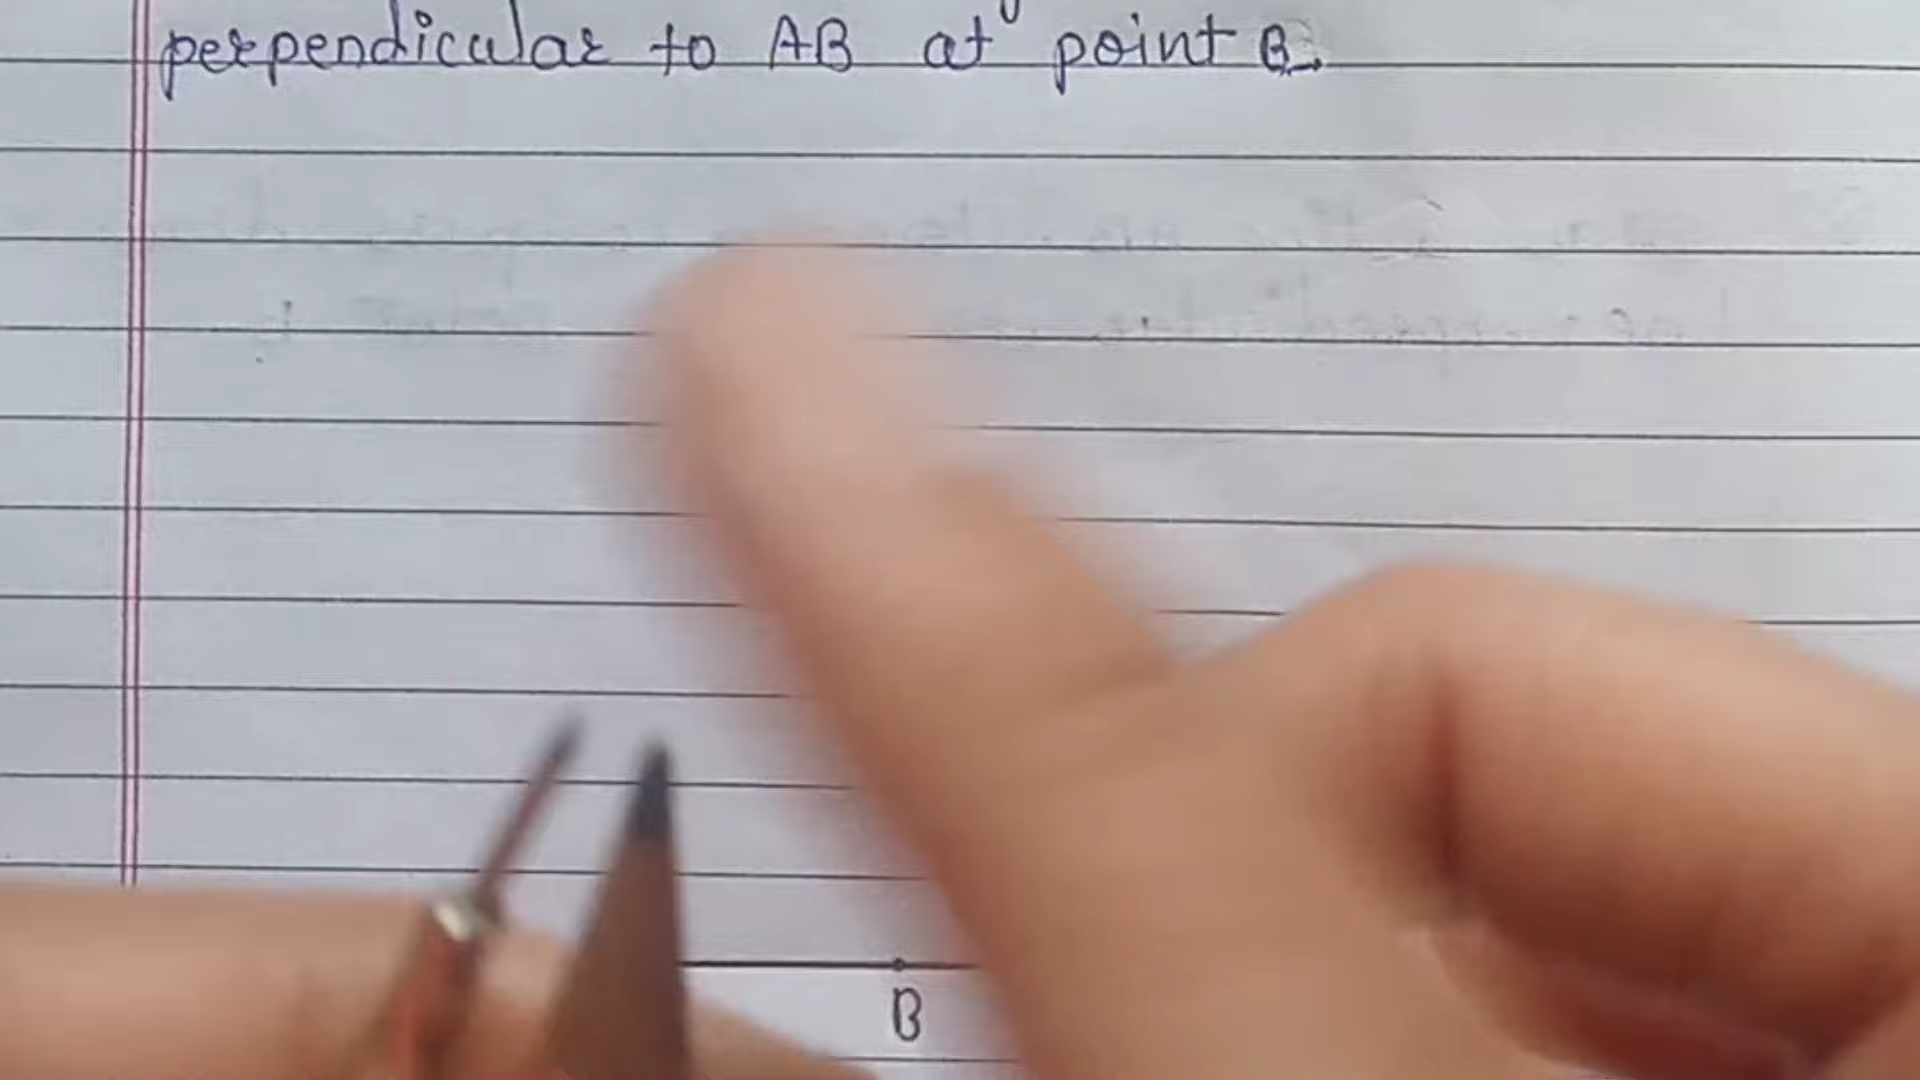 perpendicular to AB at point B.
B